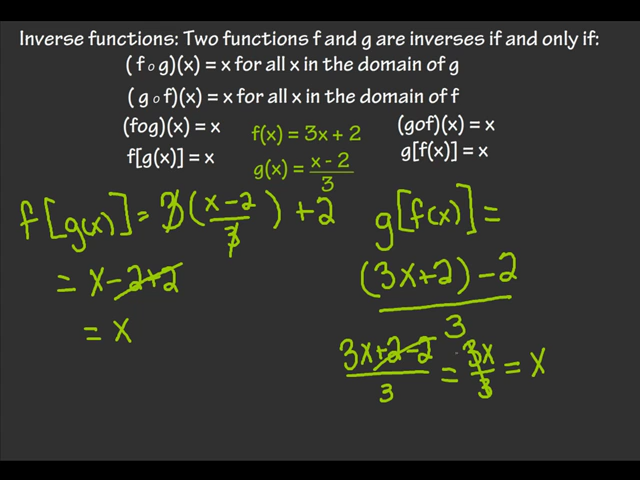 Inverse functions: Two functions f and g are inverses if and only if:
( f o g)(x) = x for all x in the domain of g
( g o f)(x) = x for all x in the domain of f
(fog)(x) = x
f[g(x)] = x
f(x) = 3x + 2
g(x) = (x - 2)/3
(gof)(x) = x
g[f(x)] = x
f[g(x)] = 3(x-2/3) + 2
= x - 2 + 2
= x
g[f(x)] =
(3x+2) - 2
3
3x+2-2/3 = 3x/3 = x